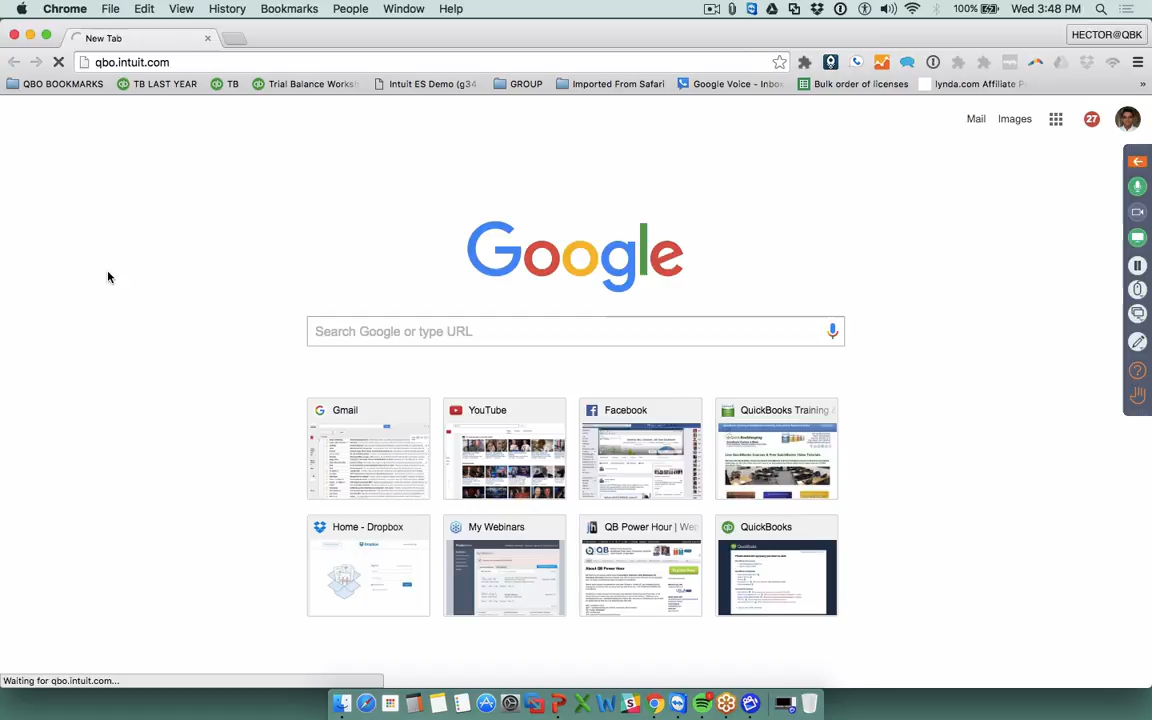 Chrome File Edit View History Bookmarks People Window Help 100% Wed 3:48 PM
New Tab HECTOR@QBK
qbo.intuit.com
QBO BOOKMARKS TB LAST YEAR TB Trial Balance Works Intuit ES Demo (g34 GROUP Imported From Safari Google Voice - Inbo Bulk order of licenses lynda.com Affiliate P »
Mail Images 27
Google
Search Google or type URL
Gmail YouTube Facebook QuickBooks Training
Home - Dropbox My Webinars QB Power Hour | We QuickBooks
Waiting for qbo.intuit.com...